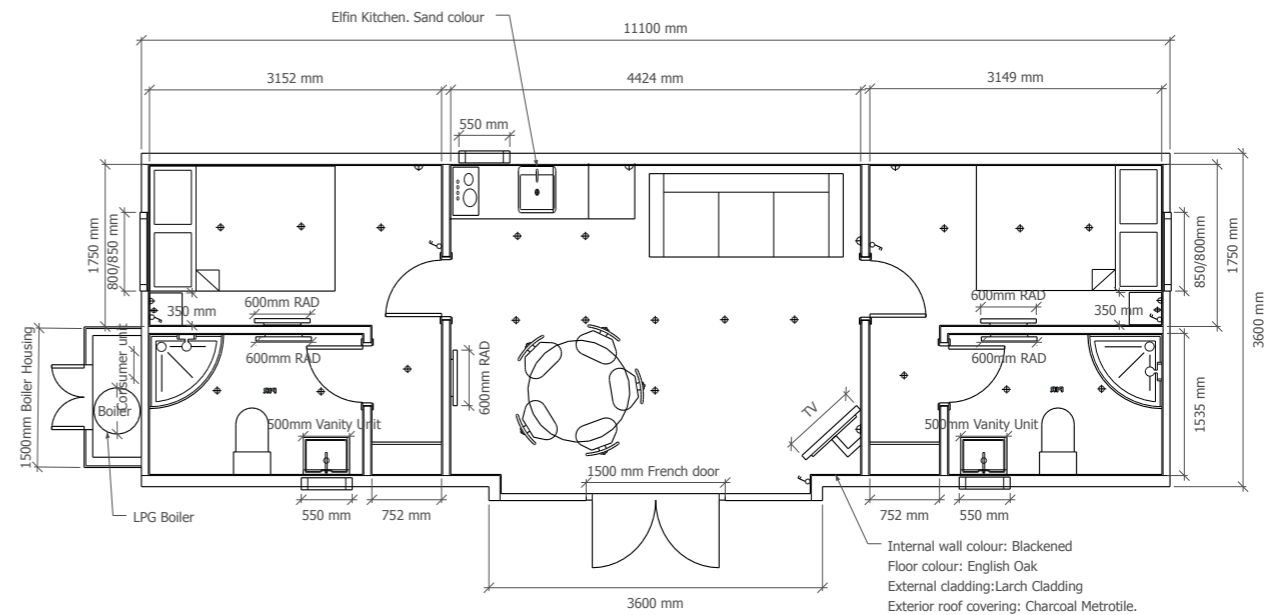 Elfin Kitchen. Sand colour
11100 mm
3152 mm
4424 mm
3149 mm
550 mm
1750 mm
800/850 mm
850/800mm
1750 mm
3600 mm
350 mm
600mm RAD
600mm RAD
350 mm
1500mm Boiler Housing
Consumer unit
600mm RAD
600mm RAD
600mm RAD
Boiler
TV
1535 mm
500mm Vanity Unit
500mm Vanity Unit
1500 mm French door
LPG Boiler
550 mm
752 mm
752 mm
550 mm
3600 mm
Internal wall colour: Blackened
Floor colour: English Oak
External cladding:Larch Cladding
Exterior roof covering: Charcoal Metrotile.